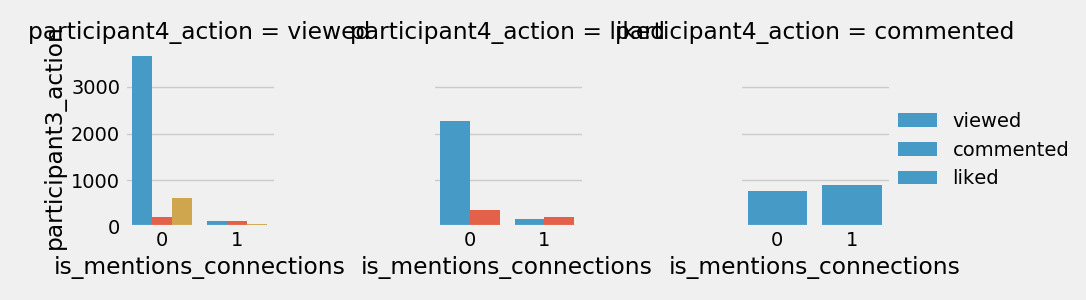 participant4_action = viewed
participant4_action = liked
participant4_action = commented
participant3_action
3000
2000
1000
0
0 1
0 1
0 1
is_mentions_connections
is_mentions_connections
is_mentions_connections
viewed
commented
liked